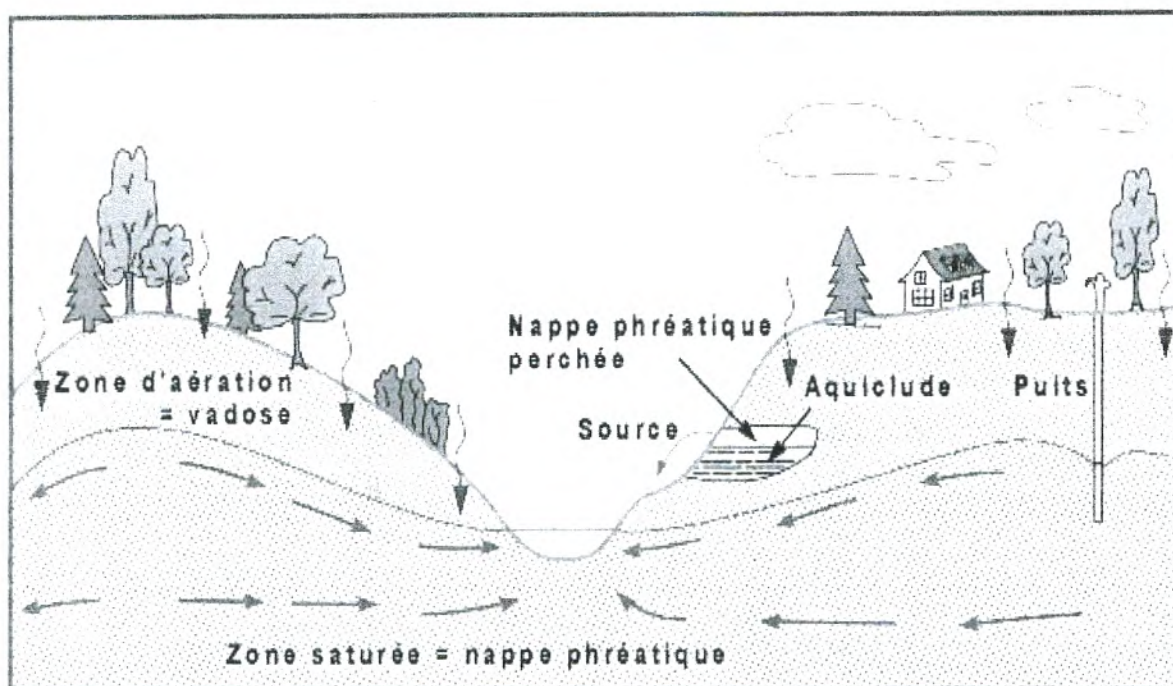 Nappe phréatique
perchée
Zone d'aération
= vadose
Aquiclude
Puits
Source
Zone saturée = nappe phréatique